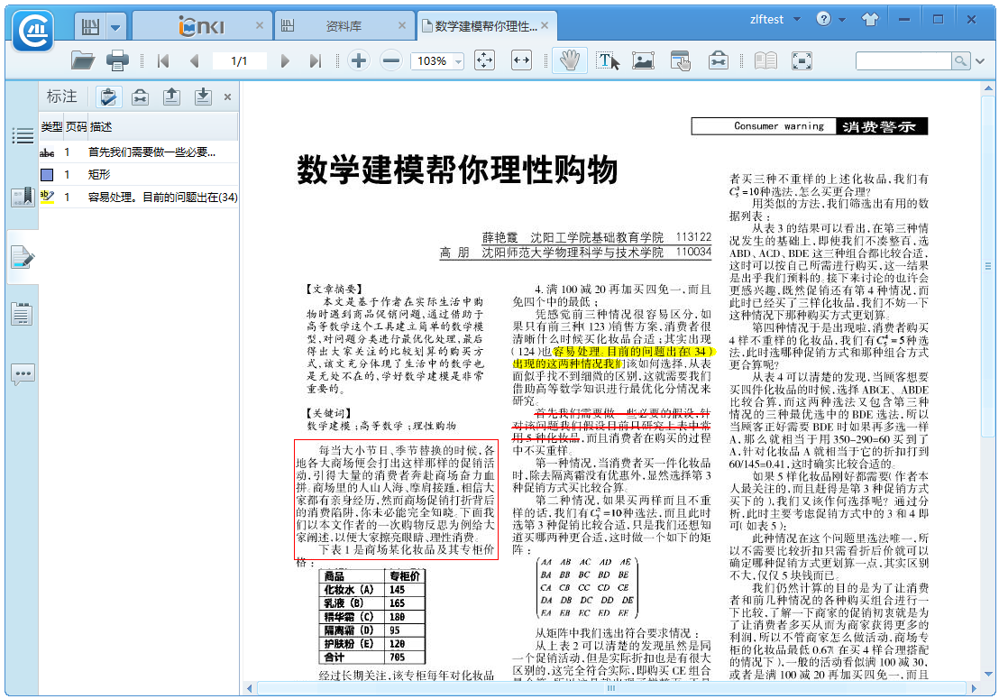 CNKI
资料库
数学建模帮你理性...
zlftest
1/1
103%
标注
类型 页码 描述
abc 1 首先我们需要做一些必要...
1 矩形
ab 1 容易处理。目前的问题出在(34)
Consumer warning 消费警示
数学建模帮你理性购物
薛艳霞 沈阳工学院基础教育学院 113122
高 朋 沈阳师范大学物理科学与技术学院 110034
【文章摘要】
本文是基于作者在实际生活中购
物时遇到商品促销问题,通过借助于
高等数学这个工具建立简单的数学模
型,对问题分类进行最优化处理,最后
得出大家关注的比较划算的购买方
式,该文充分体现了生活中的数学也
是无处不在的,学好数学建模是非常
重要的。
【关键词】
数学建模;高等数学;理性购物
每当大小节日、季节替换的时候,各
地各大商场便会打出这样那样的促销活
动,引得大量的消费者奔赴商场奋力血
拼。商场里的人山人海、摩肩接踵,相信大
家都有亲身经历,然而商场促销打折背后
的消费陷阱,你未必能完全知晓。下面我
们以本文作者的一次购物反思为例给大
家阐述,以便大家擦亮眼睛、理性消费。
下表1是商场某化妆品及其专柜价
格:
商品 专柜价
化妆水(A) 145
乳液(B) 165
精华霜(C) 180
隔离霜(D) 95
护肤粉(E) 120
合计 705
经过长期关注,该专柜每年对化妆品
4.满100减20再加买四免一,而且
免四个中的最低;
凭感觉前三种情况很容易区分,如
果只有前三种(123)销售方案,消费者很
清晰什么时候买化妆品合适;其实出现
(124)也容易处理。目前的问题出在(34)
出现的这两种情况我们该如何选择,从表
面似乎找不到细微的区别,这就需要我们
借助高等数学知识进行最优化分情况来
研究。
首先我们需要做一些必要的假设,针
对该问题我们假设目前只研究上表中常
用5种化妆品,而且消费者在购买的过程
中不买重样。
第一种情况,当消费者买一件化妆品
时,除去隔离霜没有优惠外,显然选择第3
种促销方式买比较合适。
第二种情况,如果买两样而且不重
样的话,我们有C₅²=10种选法,而且此时
选第3种促销比较合适,只是我们还想知
道买哪两种更合适,这时做一个如下的矩
阵:
AA AB AC AD AE
BA BB BC BD BE
CA CB CC CD CE
DA DB DC DD DE
EA EB EC ED EE
从矩阵中我们选出符合要求情况:
从上表2可以清楚的发现虽然是同
一个促销活动,但是实际折扣也是有很大
区别的,这完全符合实际,即购买CE组合
者买三种不重样的上述化妆品,我们有
C₅³=10种选法,怎么买更合理?
用类似的方法,我们筛选出有用的数
据列表:
从表3的结果可以看出,在第三种情
况发生的基础上,即使我们不凑整百,选
ABD、ACD、BDE这三种组合都比较合适,
这时可以按自己所需进行购买,这一结果
是出乎我们预料的。接下来讨论的也许会
更感兴趣,既然促销还有第4种情况,而
此时已经买了三样化妆品,我们不妨一下
这种情况下那种购买方式更划算。
第四种情况于是出现啦,消费者购买
4样不重样的化妆品,我们有C₅⁴=5种选
法,此时选哪种促销方式和那种组合方式
更合算呢?
从表4可以清楚的发现,当顾客想要
买四件化妆品的时候,选择ABCE、ABDE
比较合算,而这两种选法又包含第三种
情况的三种最优选中的BDE选法,所以
当顾客正好需要BDE时如果再多选一样
A,那么就相当于用350-290=60买到了
A,针对化妆品A就相当于它的折扣打到
60/145=0.41,这时确实比较合适的。
如果5样化妆品刚好都需要(作者本
人最关注的,而且赶得是第3种促销方式
买下的),我们又该作何选择呢?通过分
析,此时主要考虑促销方式中的3和4即
可(如表5):
此种情况在这个问题里选法唯一,所
以不需要比较折扣只需看折后价就可以
确定哪种促销方式更划算一点,其实区别
不大,仅仅5块钱而已。
我们仍然计算的目的是为了让消费
者和前几种情况的各种购买组合进行一
下比较,了解一下商家的促销初衷就是为
了让消费者多买从而为商家获得更多的
利润,所以不管商家怎么做活动,商场专
柜的化妆品最低0.67(在买4样合理搭配
的情况下),一般的活动看似满100减30,
或者是满100减20再加买四免一,而且